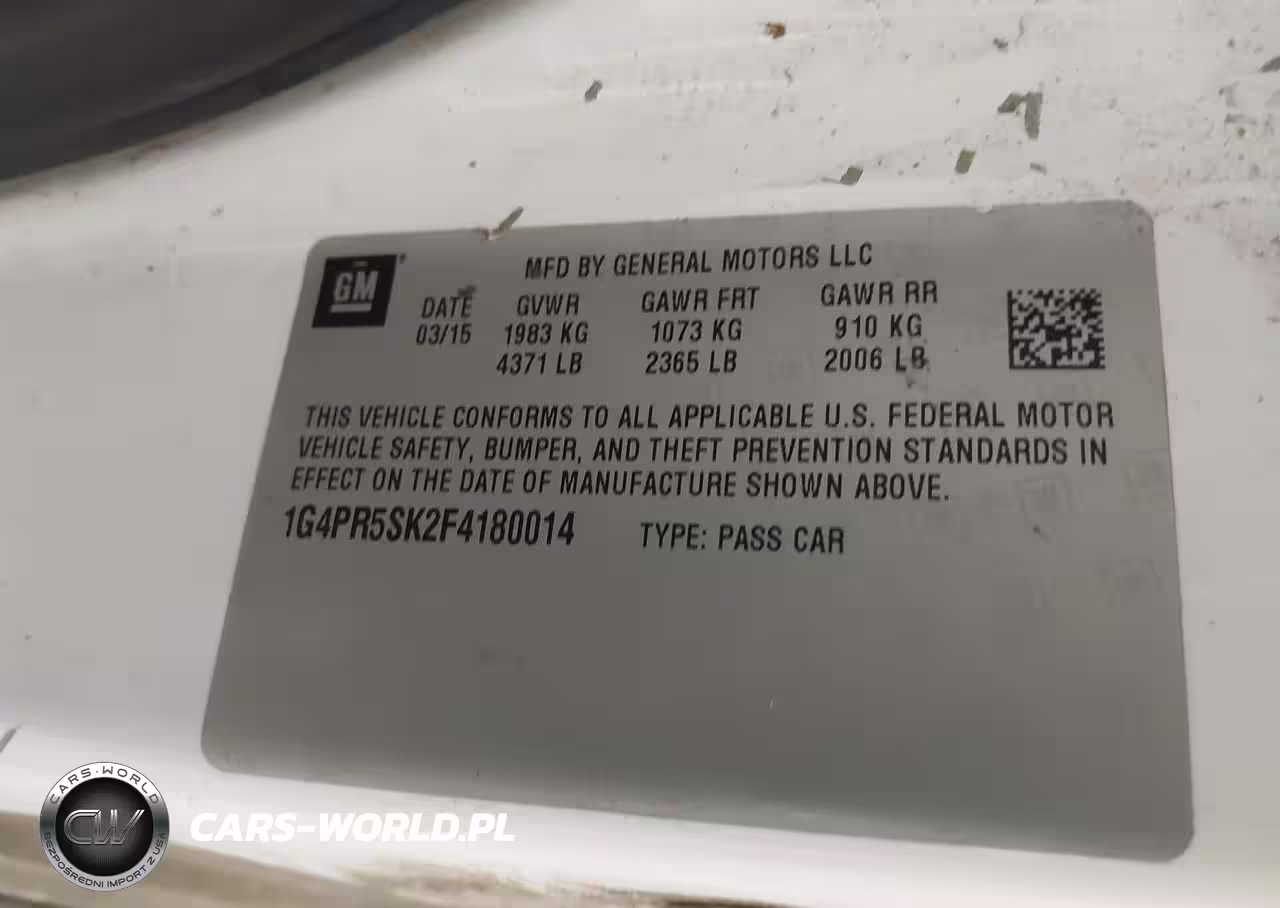 GM
MFD BY GENERAL MOTORS LLC
DATE GVWR GAWR FRT GAWR RR
03/15 1983 KG 1073 KG 910 KG
4371 LB 2365 LB 2006 LB
THIS VEHICLE CONFORMS TO ALL APPLICABLE U.S. FEDERAL MOTOR
VEHICLE SAFETY, BUMPER, AND THEFT PREVENTION STANDARDS IN
EFFECT ON THE DATE OF MANUFACTURE SHOWN ABOVE.
1G4PR5SK2F4180014 TYPE: PASS CAR
CARS-WORLD
CW
BEZPOŚREDNI IMPORT Z USA
CARS-WORLD.PL